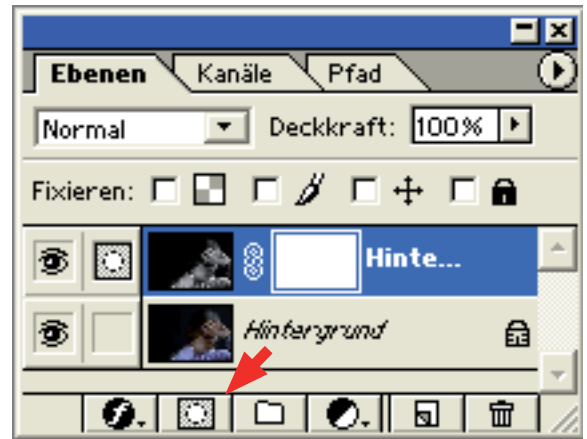 Ebenen Kanäle Pfad
Normal Deckkraft: 100%
Fixieren:
Hinte...
Hintergrund